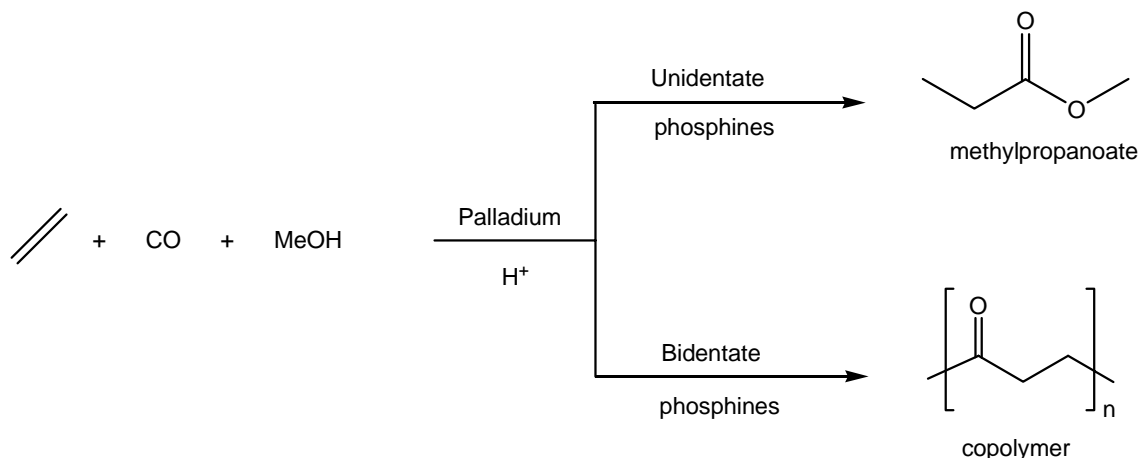 O
Unidentate
phosphines
O
methylpropanoate
Palladium
+ CO + MeOH
H+
O
Bidentate
phosphines
n
copolymer